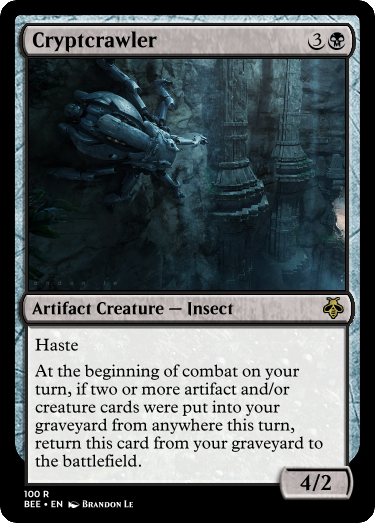 Cryptcrawler 3
Artifact Creature — Insect
Haste
At the beginning of combat on your
turn, if two or more artifact and/or
creature cards were put into your
graveyard from anywhere this turn,
return this card from your graveyard to
the battlefield.
4/2
100 R
BEE • EN Brandon Le